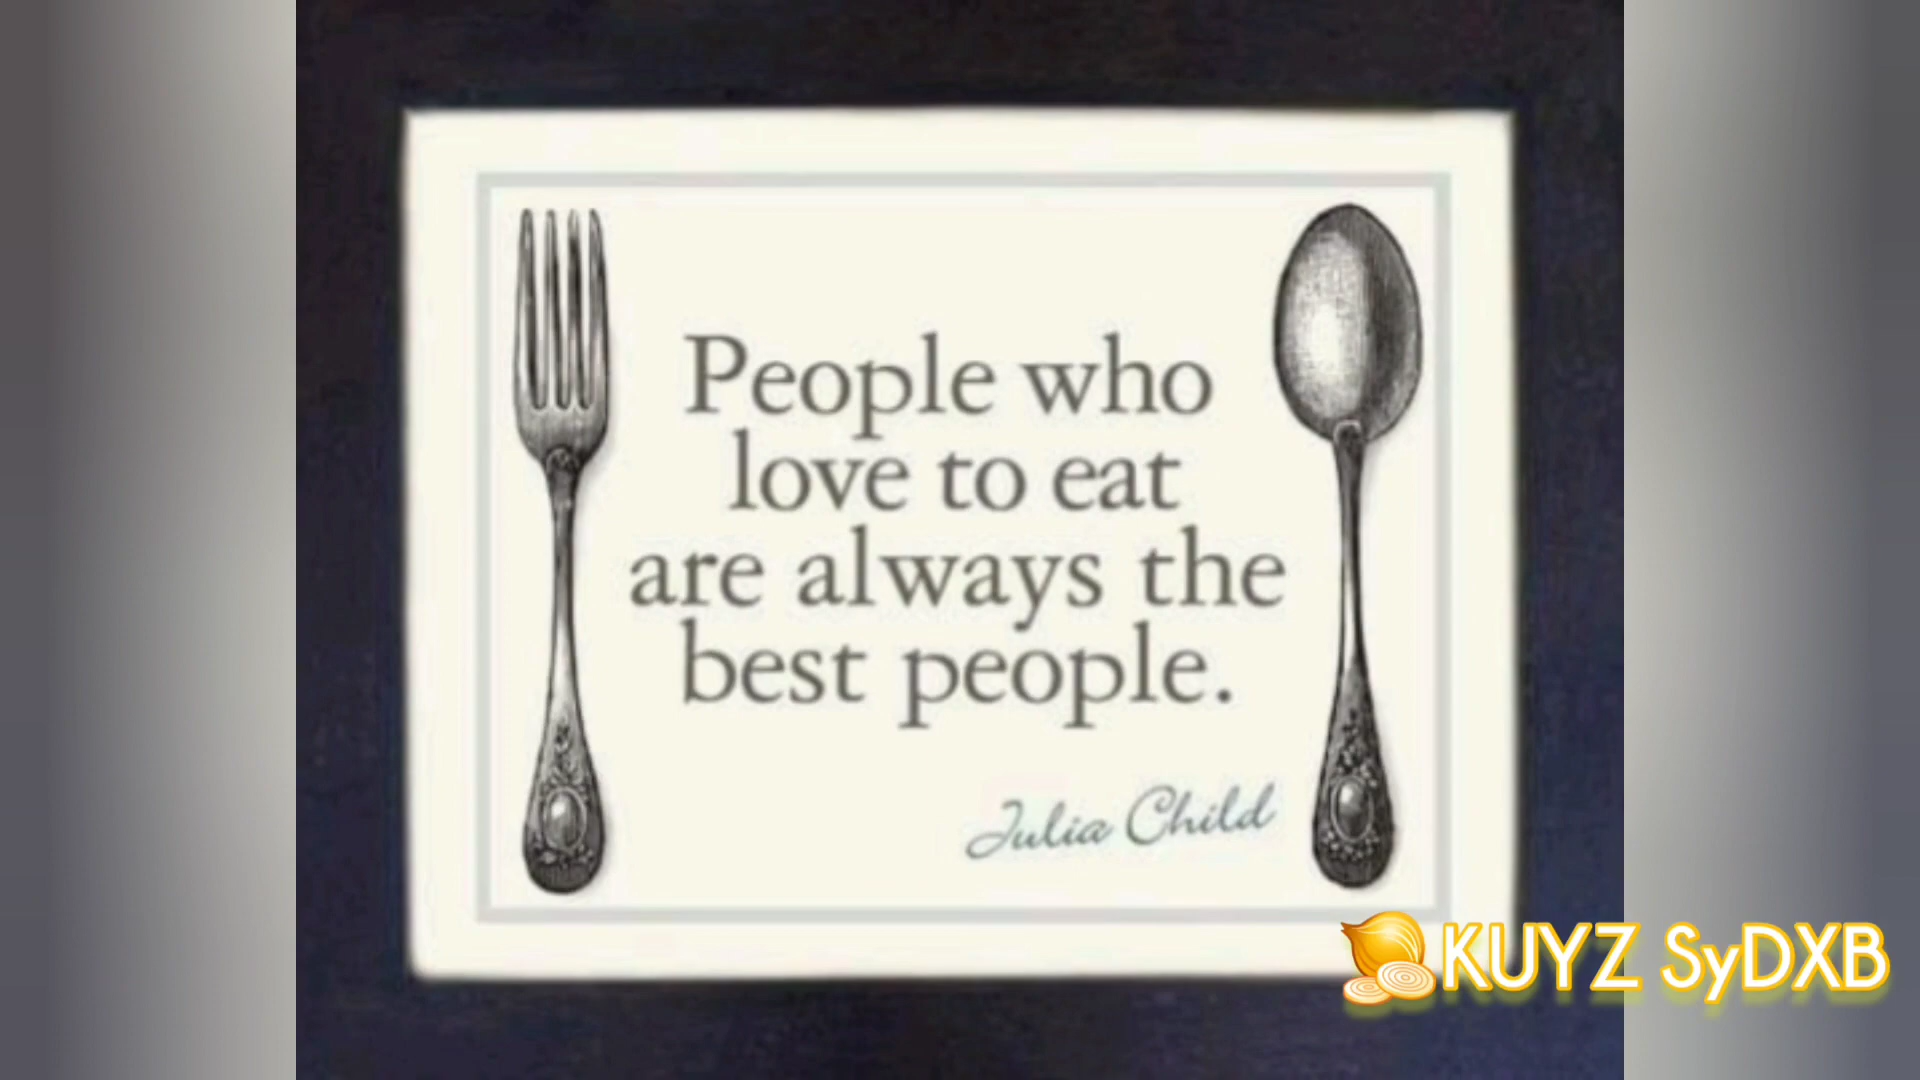 People who
love to eat
are always the
best people.
Julia Child
KUYZ SyDXB